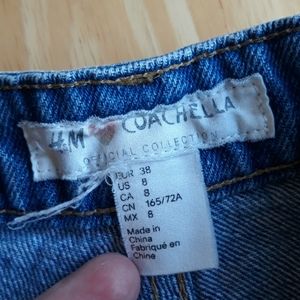 H&M COACHELLA
OFFICIAL COLLECTION
EUR 38
US 8
CA 8
CN 165/72A
MX 8
Made in
China
Fabriqué en
Chine